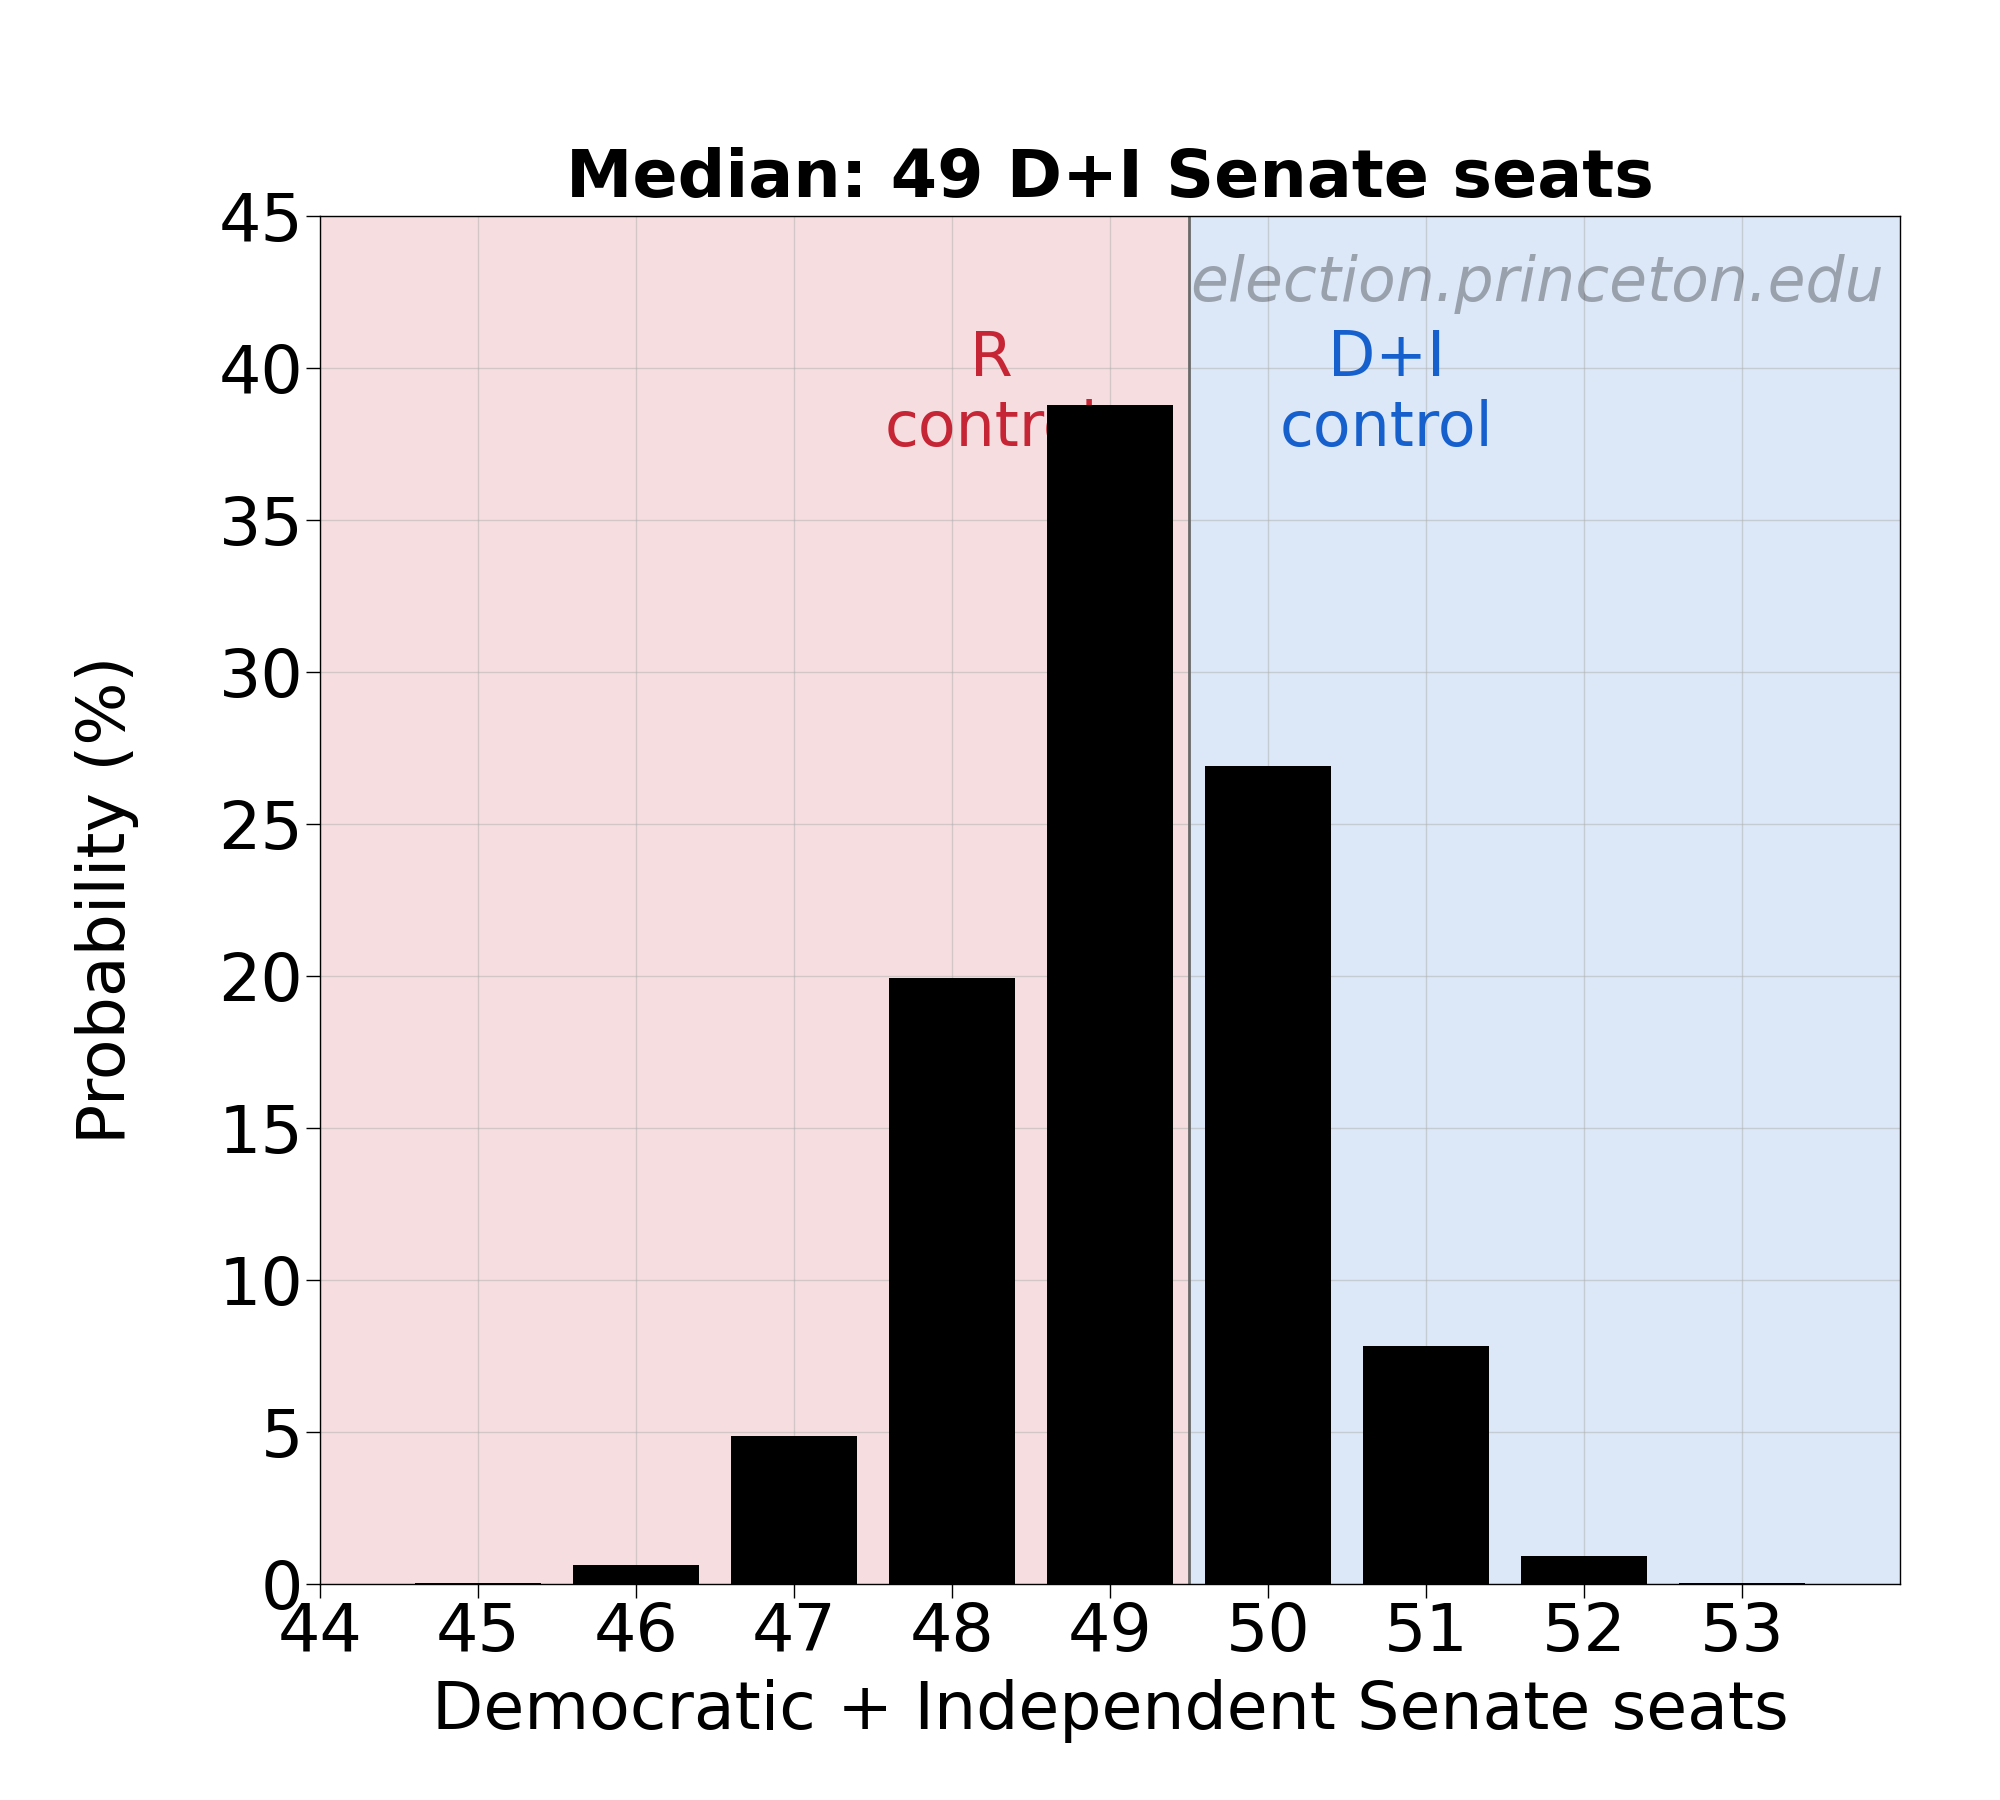 Median: 49 D+I Senate seats
election.princeton.edu
R
D+I
control
Probability (%)
45
40
35
30
25
20
15
10
5
0
44 45 46 47 48 49 50 51 52 53
Democratic + Independent Senate seats